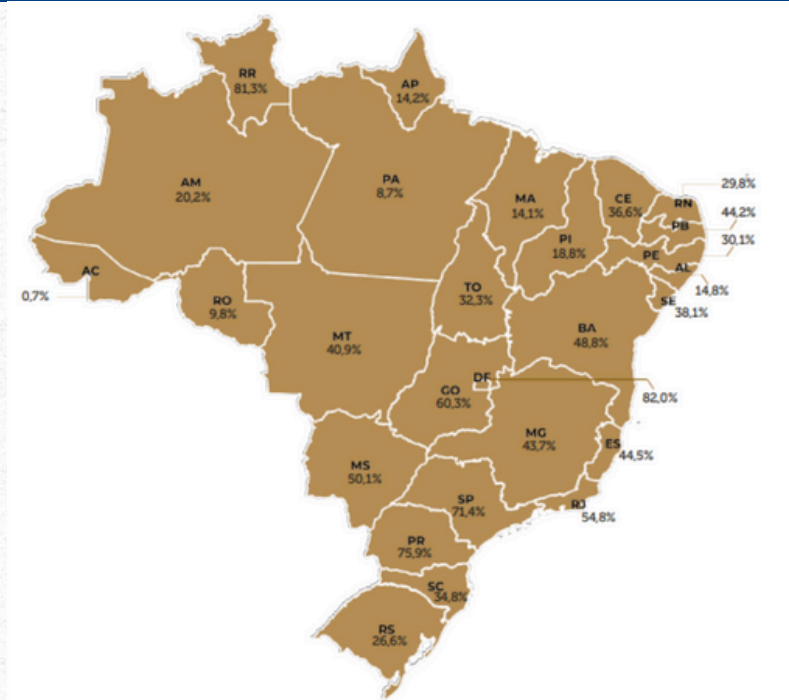 RR
81,3%
AP
14,2%
AM
20,2%
PA
8,7%
MA
14,1%
CE
36,6%
RN
29,8%
PB
44,2%
PI
18,8%
PE
30,1%
AC
0,7%
RO
9,8%
TO
32,3%
AL
14,8%
SE
38,1%
MT
40,9%
BA
48,8%
DF
82,0%
GO
60,3%
MG
43,7%
ES
44,5%
MS
50,1%
SP
71,4%
RJ
54,8%
PR
75,9%
SC
34,8%
RS
26,6%